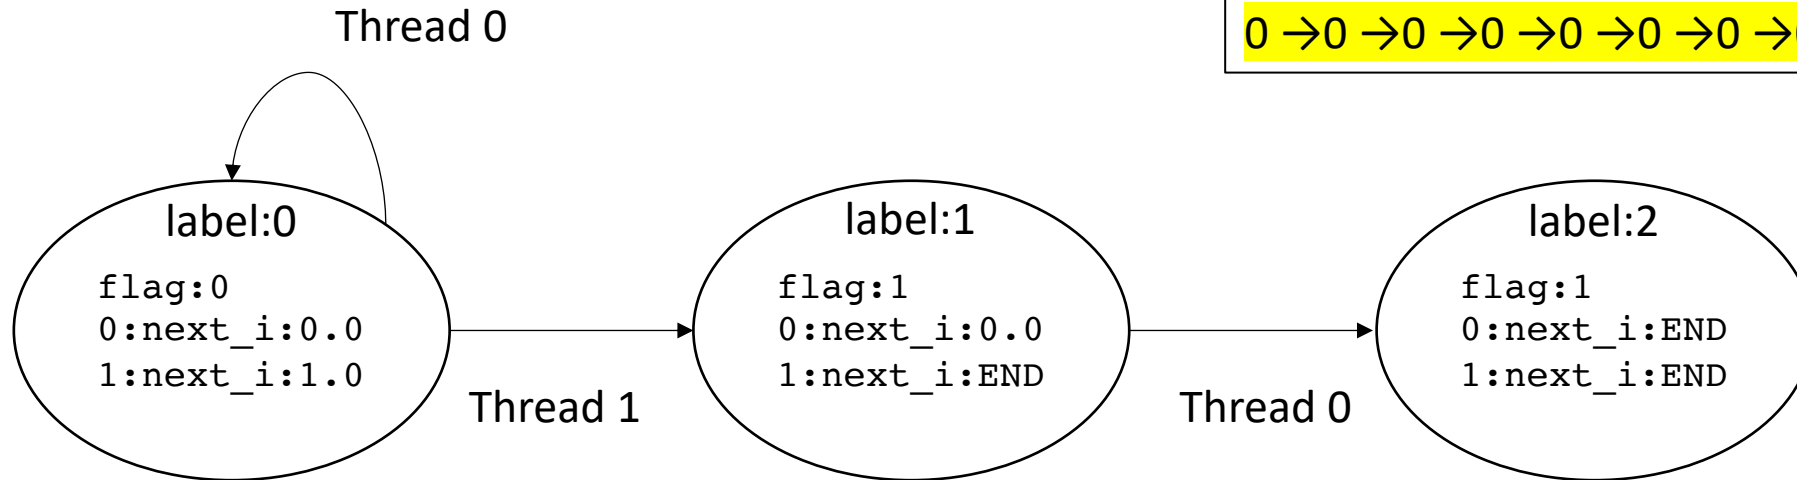 Thread 0
0 →0 →0 →0 →0 →0 →0 →
label:0
flag:0
0:next_i:0.0
1:next_i:1.0
Thread 1
label:1
flag:1
0:next_i:0.0
1:next_i:END
Thread 0
label:2
flag:1
0:next_i:END
1:next_i:END